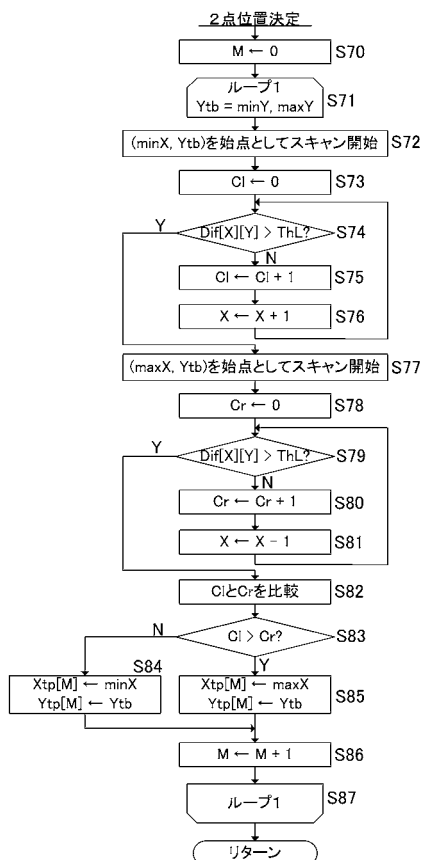 2点位置決定
M ← 0
S70
ループ1
Ytb = minY, maxY
S71
(minX, Ytb)を始点としてスキャン開始
S72
Cl ← 0
S73
Y
Dif[X][Y] > ThL?
S74
N
Cl ← Cl + 1
S75
X ← X + 1
S76
(maxX, Ytb)を始点としてスキャン開始
S77
Cr ← 0
S78
Y
Dif[X][Y] > ThL?
S79
N
Cr ← Cr + 1
S80
X ← X - 1
S81
ClとCrを比較
S82
N
Cl > Cr?
S83
Y
S84
Xtp[M] ← minX
Ytp[M] ← Ytb
Xtp[M] ← maxX
Ytp[M] ← Ytb
S85
M ← M + 1
S86
ループ1
S87
リターン